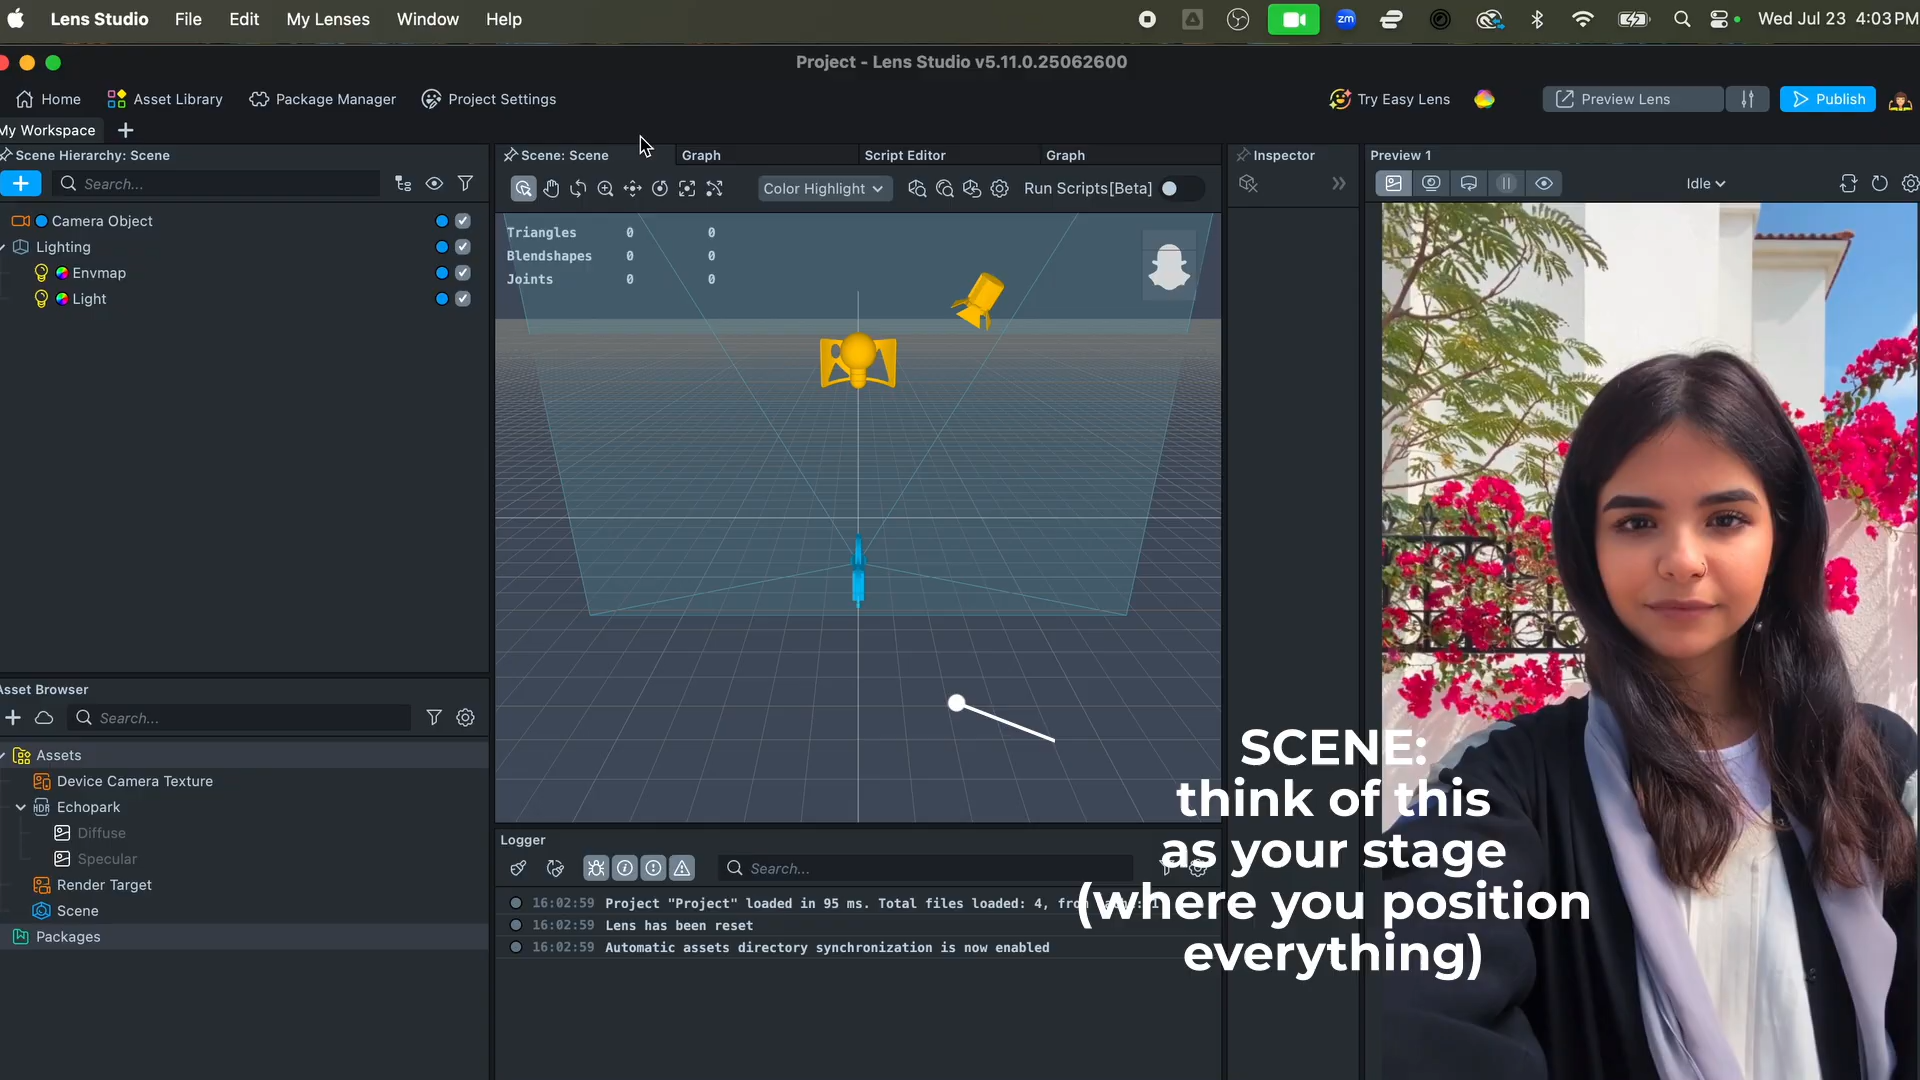 Lens Studio File Edit My Lenses Window Help
zm
Wed Jul 23 4:03PM
Project - Lens Studio v5.11.0.25062600
Home Asset Library Package Manager Project Settings
Try Easy Lens Preview Lens Publish
My Workspace
Scene Hierarchy: Scene
Search...
Camera Object
Lighting
Envmap
Light
Asset Browser
Search...
Assets
Device Camera Texture
Echopark
HDR
Diffuse
Specular
Render Target
Scene
Packages
Scene: Scene Graph Script Editor Graph
Color Highlight Run Scripts[Beta]
Triangles 0 0
Blendshapes 0 0
Joints 0 0
Logger
Search...
16:02:59 Project "Project" loaded in 95 ms. Total files loaded: 4, from
16:02:59 Lens has been reset
16:02:59 Automatic assets directory synchronization is now enabled
Inspector
Preview 1
Idle
SCENE:
think of this
as your stage
(where you position
everything)